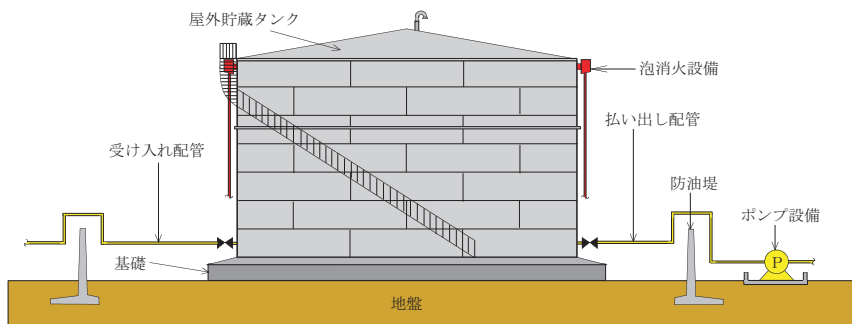 屋外貯蔵タンク
泡消火設備
払い出し配管
受け入れ配管
防油堤
ポンプ設備
基礎
P
地盤